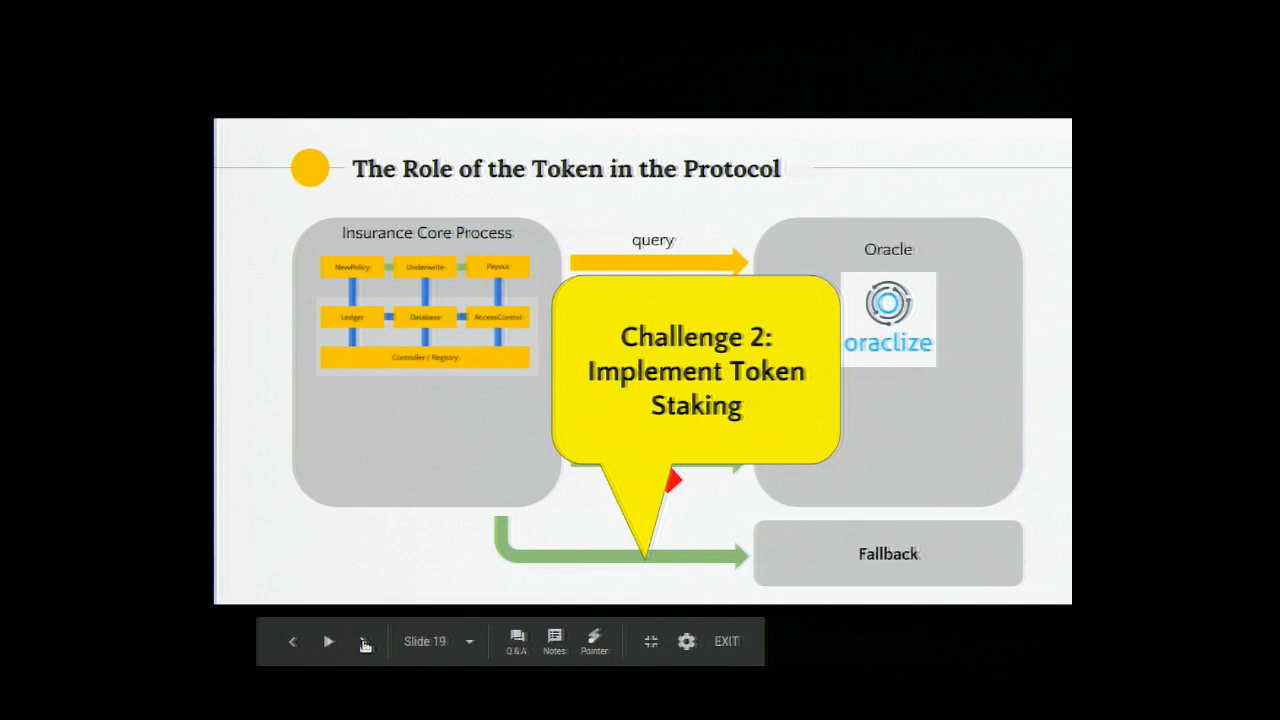 The Role of the Token in the Protocol
Insurance Core Process
query
Oracle
NewPolicy
Underwrite
Payout
Ledger
Database
AccessControl
Controller / Registry
oraclize
Challenge 2:
Implement Token
Staking
Fallback
Slide 19
Q & A
Notes
Pointer
EXIT